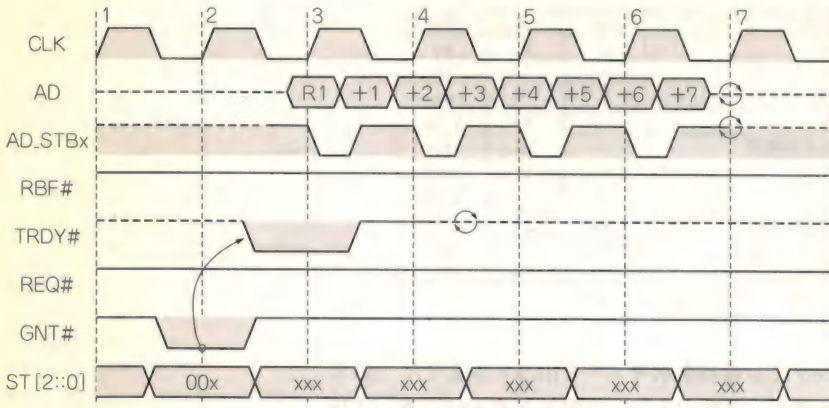 1 2 3 4 5 6 7
CLK
AD R1 +1 +2 +3 +4 +5 +6 +7
AD_STBx
RBF#
TRDY#
REQ#
GNT#
ST[2::0] 00x xxx xxx xxx xxx xxx